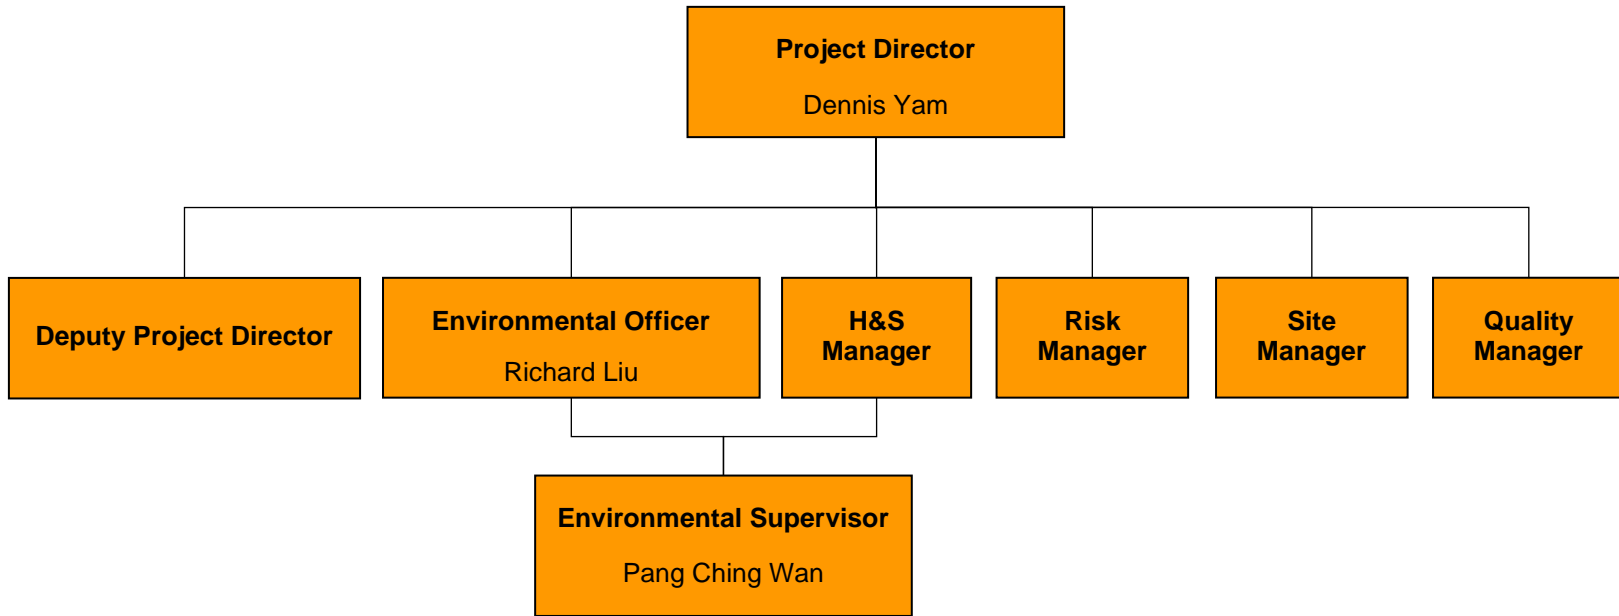 Project Director
Dennis Yam
Deputy Project Director
Environmental Officer
Richard Liu
H&S
Manager
Risk
Manager
Site
Manager
Quality
Manager
Environmental Supervisor
Pang Ching Wan